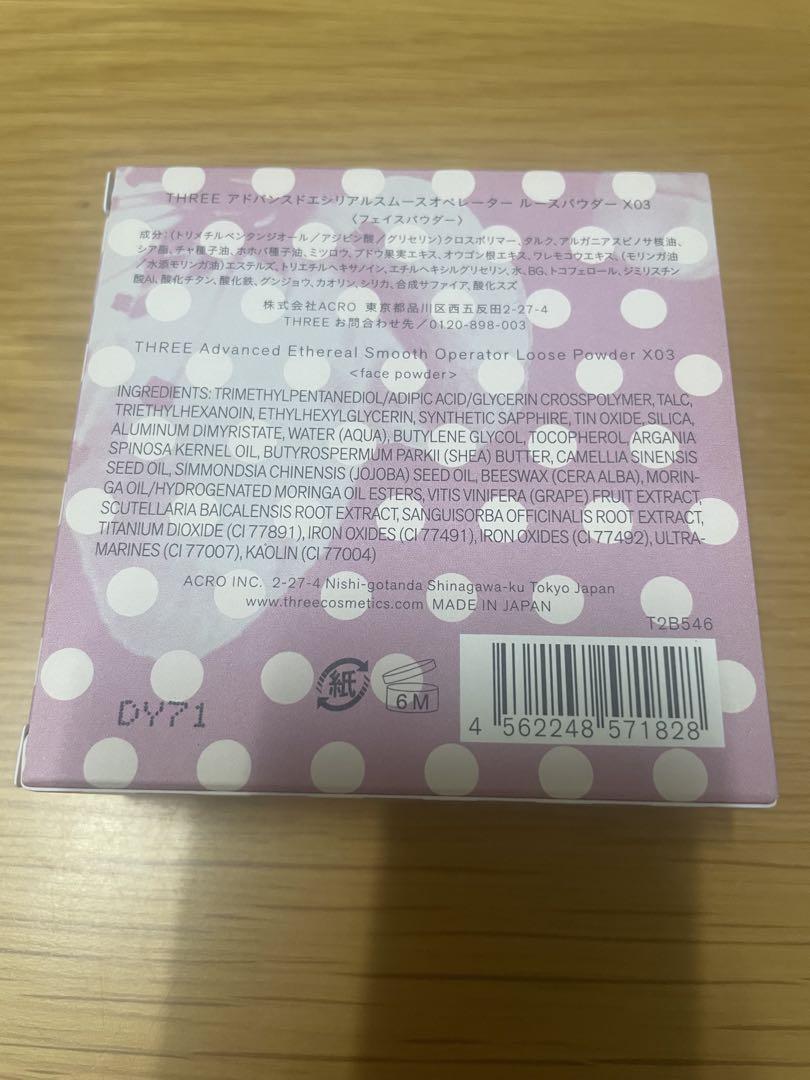 THREE アドバンスドエシリアルスムースオペレーター ルースパウダー X03
〈フェイスパウダー〉
成分:(トリメチルペンタンジオール/アジピン酸/グリセリン)クロスポリマー、タルク、アルガニアスピノサ核油、
シア脂、チャ種子油、ホホバ種子油、ミツロウ、ブドウ果実エキス、オウゴン根エキス、ワレモコウエキス、(モリンガ油
/水添モリンガ油)エステルズ、トリエチルヘキサノイン、エチルヘキシルグリセリン、水、BG、トコフェロール、ジミリスチン
酸Al、酸化チタン、酸化鉄、グンジョウ、カオリン、シリカ、合成サファイア、酸化スズ
株式会社ACRO 東京都品川区西五反田2-27-4
THREE お問合わせ先/0120-898-003
THREE Advanced Ethereal Smooth Operator Loose Powder X03
<face powder>
INGREDIENTS: TRIMETHYLPENTANEDIOL/ADIPIC ACID/GLYCERIN CROSSPOLYMER, TALC,
TRIETHYLHEXANOIN, ETHYLHEXYLGLYCERIN, SYNTHETIC SAPPHIRE, TIN OXIDE, SILICA,
ALUMINUM DIMYRISTATE, WATER (AQUA), BUTYLENE GLYCOL, TOCOPHEROL, ARGANIA
SPINOSA KERNEL OIL, BUTYROSPERMUM PARKII (SHEA) BUTTER, CAMELLIA SINENSIS
SEED OIL, SIMMONDSIA CHINENSIS (JOJOBA) SEED OIL, BEESWAX (CERA ALBA), MORIN-
GA OIL/HYDROGENATED MORINGA OIL ESTERS, VITIS VINIFERA (GRAPE) FRUIT EXTRACT,
SCUTELLARIA BAICALENSIS ROOT EXTRACT, SANGUISORBA OFFICINALIS ROOT EXTRACT,
TITANIUM DIOXIDE (CI 77891), IRON OXIDES (CI 77491), IRON OXIDES (CI 77492), ULTRA-
MARINES (CI 77007), KAOLIN (CI 77004)
ACRO INC. 2-27-4 Nishi-gotanda Shinagawa-ku Tokyo Japan
www.threecosmetics.com MADE IN JAPAN
T2B546
紙
6M
DY71
4 562248 571828